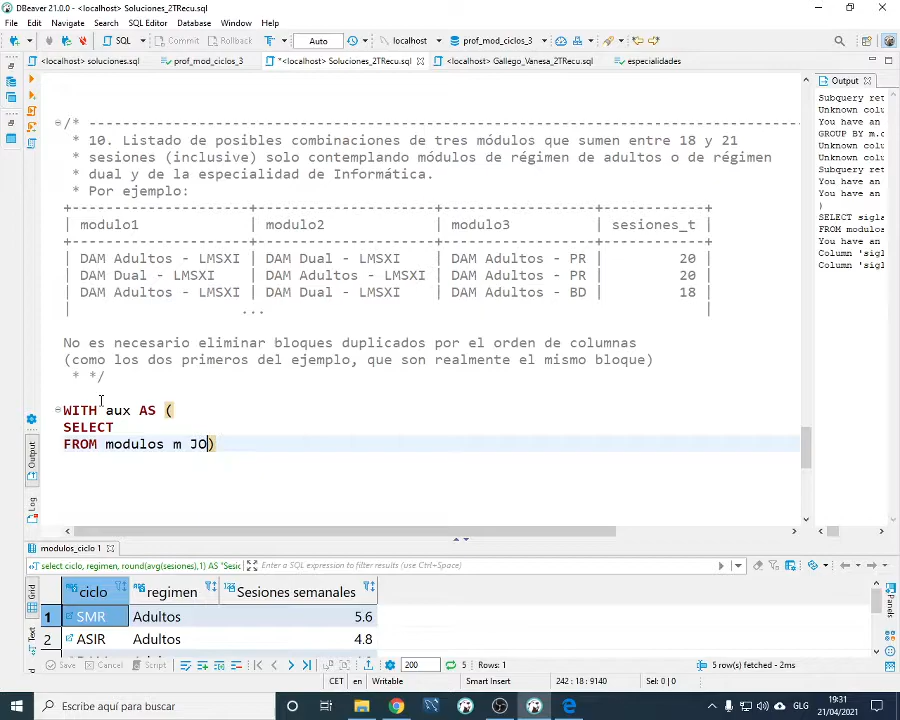 DBeaver 21.0.0 - <localhost> Soluciones_2TRecu.sql
File Edit Navigate Search SQL Editor Database Window Help
SQL Commit Rollback T Auto localhost prof_mod_ciclos_3
<localhost> soluciones.sql prof_mod_ciclos_3 *<localhost> Soluciones_2TRecu.sql <localhost> Gallego_Vanesa_2TRecu.sql especialidades
Output
/* -------------------------------------------------------------------------------------
* 10. Listado de posibles combinaciones de tres módulos que sumen entre 18 y 21
* sesiones (inclusive) solo contemplando módulos de régimen de adultos o de régimen
* dual y de la especialidad de Informática.
* Por ejemplo:
+----------------------+----------------------+-------------------+-------------+
| modulo1 | modulo2 | modulo3 | sesiones_t |
+----------------------+----------------------+-------------------+-------------+
| DAM Adultos - LMSXI | DAM Dual - LMSXI | DAM Adultos - PR | 20 |
| DAM Dual - LMSXI | DAM Adultos - LMSXI | DAM Adultos - PR | 20 |
| DAM Adultos - LMSXI | DAM Dual - LMSXI | DAM Adultos - BD | 18 |
| ... |
No es necesario eliminar bloques duplicados por el orden de columnas
(como los dos primeros del ejemplo, que son realmente el mismo bloque)
* */
WITH aux AS (
SELECT
FROM modulos m JO)
Subquery ret
Unknown colu
You have an
GROUP BY m.c
Unknown colu
Unknown colu
Subquery ret
You have an
You have an
)
SELECT sigla
FROM modulos
You have an
Column 'sigl
Column 'sigl
Output
Log
modulos_ciclo 1
select ciclo, regimen, round(avg(sesiones),1) AS "Sesic Enter a SQL expression to filter results (use Ctrl+Space)
Grid
Text
Panels
ciclo regimen Sesiones semanales
1 SMR Adultos 5.6
2 ASIR Adultos 4.8
Save Cancel Script 200 5 Rows: 1 5 row(s) fetched - 2ms
CET en Writable Smart Insert 242 : 18 : 9140 Sel: 0 | 0
Escribe aquí para buscar
GLG
19:31
21/04/2021